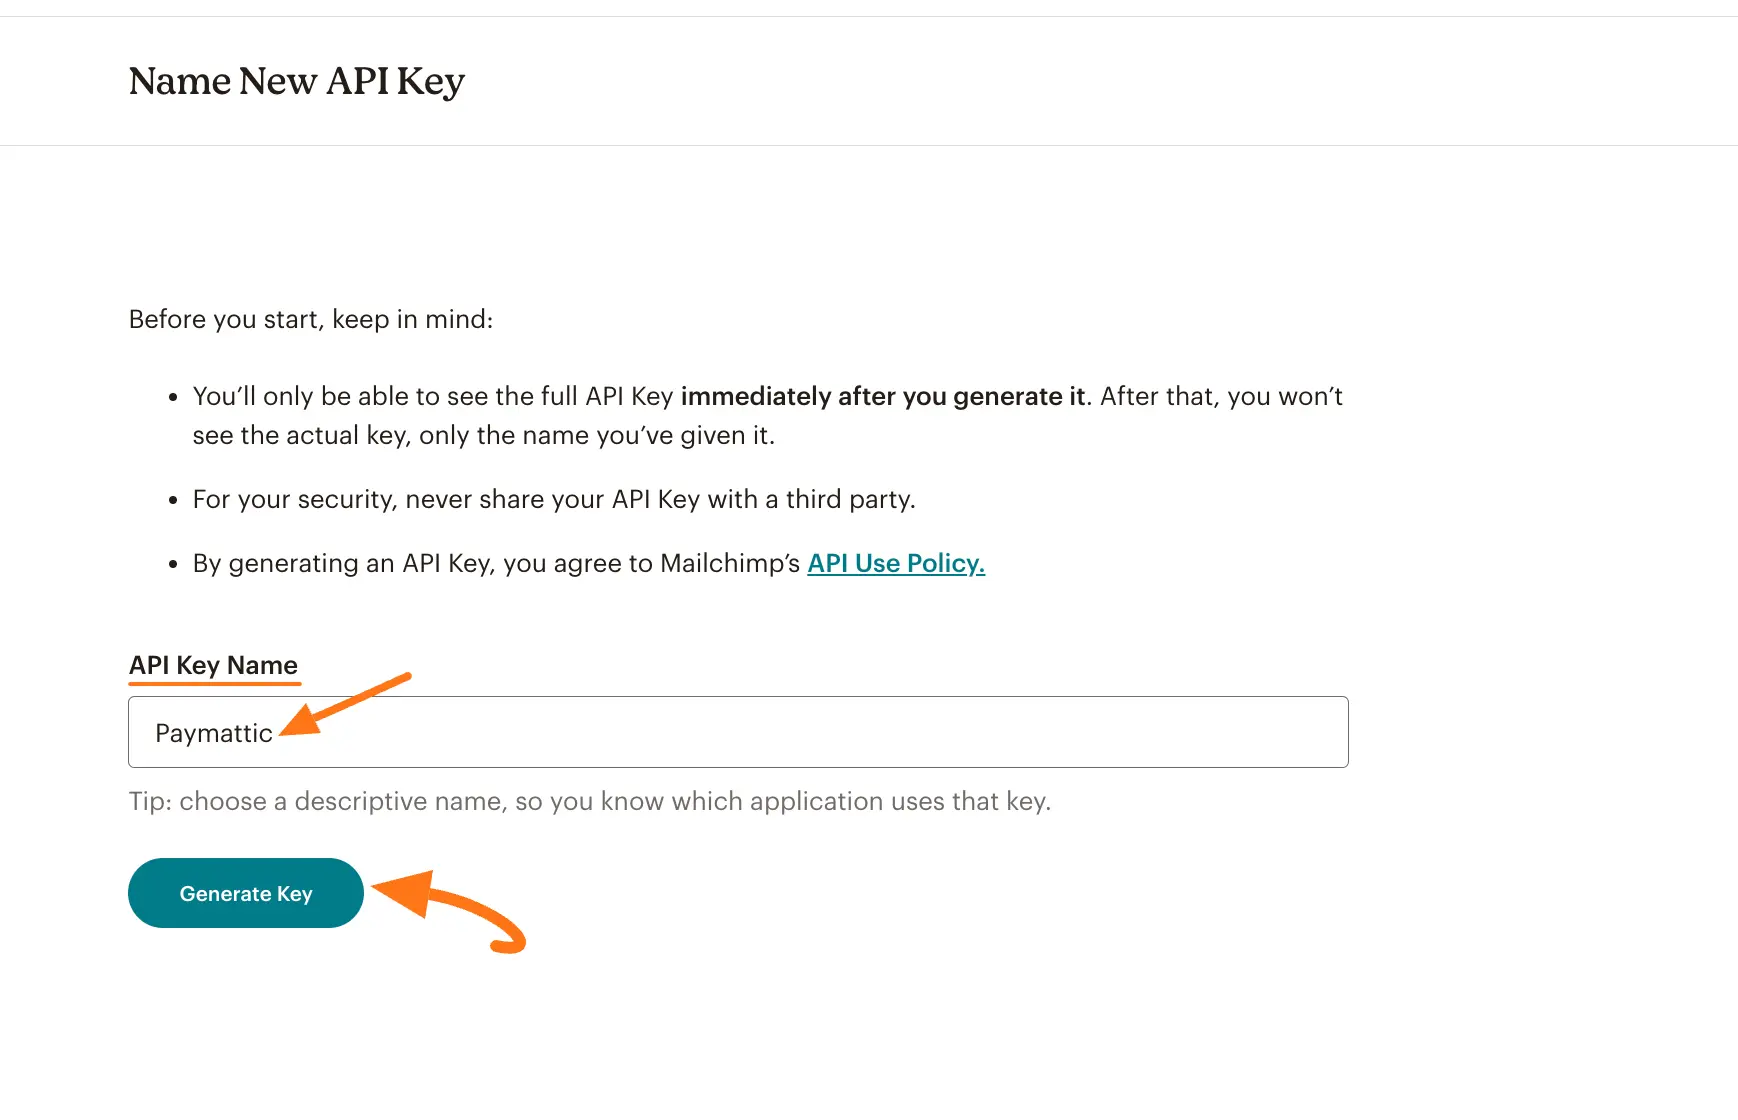 Name New API Key
Before you start, keep in mind:
You’ll only be able to see the full API Key immediately after you generate it. After that, you won’t
see the actual key, only the name you’ve given it.
For your security, never share your API Key with a third party.
By generating an API Key, you agree to Mailchimp’s API Use Policy.
API Key Name
Paymattic
Tip: choose a descriptive name, so you know which application uses that key.
Generate Key